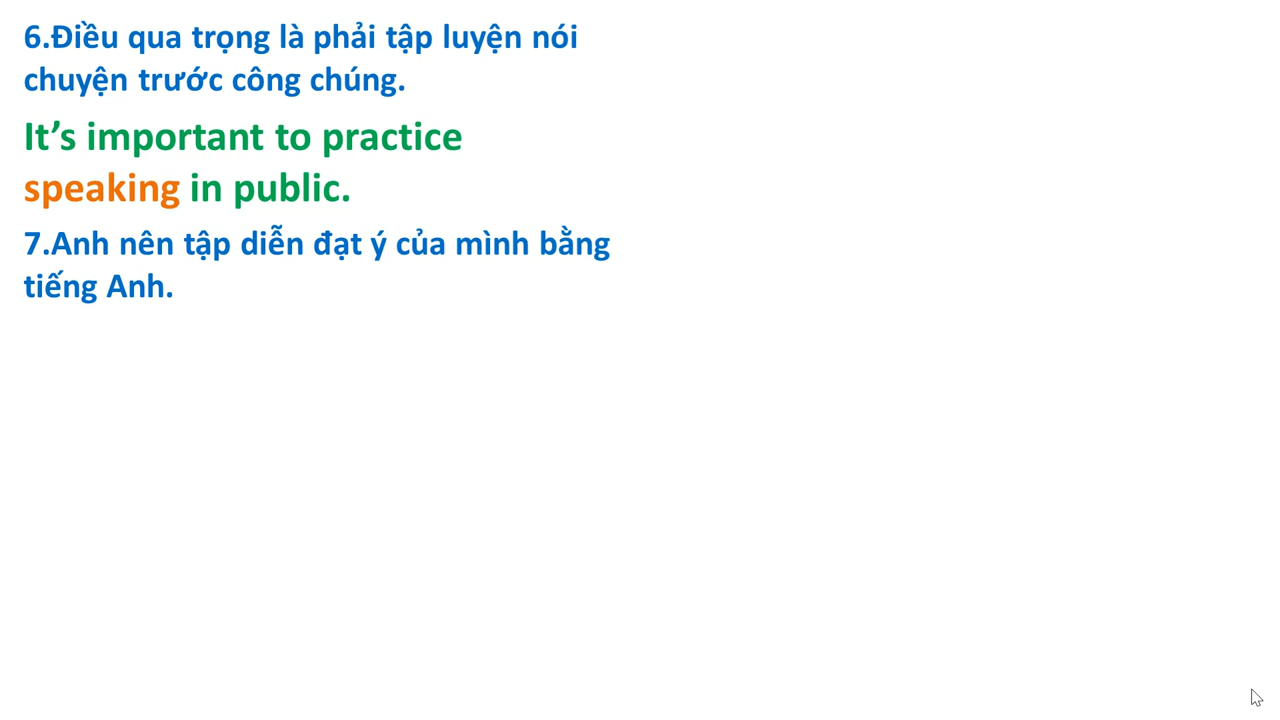 6.Điều qua trọng là phải tập luyện nói
chuyện trước công chúng.
It’s important to practice
speaking in public.
7.Anh nên tập diễn đạt ý của mình bằng
tiếng Anh.